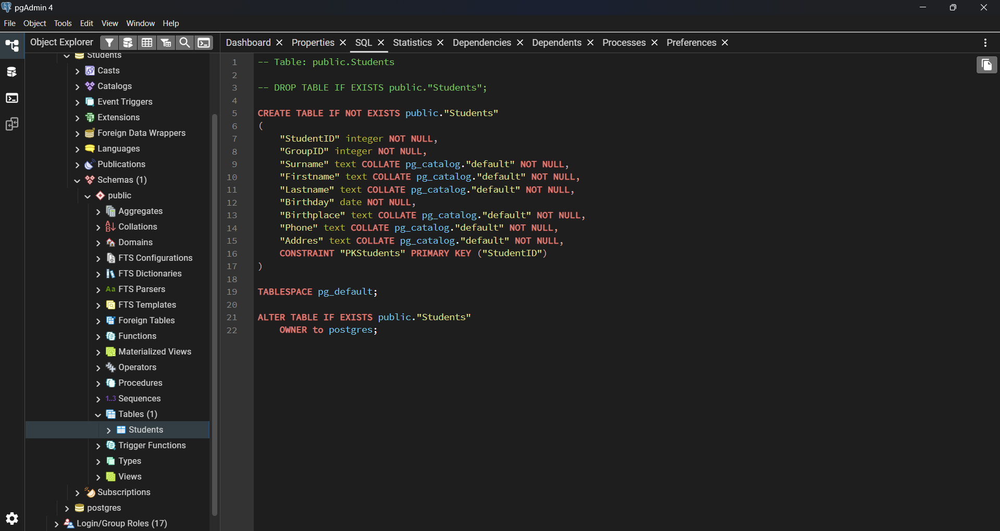 pgAdmin 4
File Object Tools Edit View Window Help
Object Explorer
Dashboard Properties SQL Statistics Dependencies Dependents Processes Preferences
Students
Casts
Catalogs
Event Triggers
Extensions
Foreign Data Wrappers
Languages
Publications
Schemas (1)
public
Aggregates
Collations
Domains
FTS Configurations
FTS Dictionaries
Aa FTS Parsers
FTS Templates
Foreign Tables
Functions
Materialized Views
Operators
Procedures
1..3 Sequences
Tables (1)
Students
Trigger Functions
Types
Views
Subscriptions
postgres
Login/Group Roles (17)
1 -- Table: public.Students
2
3 -- DROP TABLE IF EXISTS public."Students";
4
5 CREATE TABLE IF NOT EXISTS public."Students"
6 (
7 "StudentID" integer NOT NULL,
8 "GroupID" integer NOT NULL,
9 "Surname" text COLLATE pg_catalog."default" NOT NULL,
10 "Firstname" text COLLATE pg_catalog."default" NOT NULL,
11 "Lastname" text COLLATE pg_catalog."default" NOT NULL,
12 "Birthday" date NOT NULL,
13 "Birthplace" text COLLATE pg_catalog."default" NOT NULL,
14 "Phone" text COLLATE pg_catalog."default" NOT NULL,
15 "Addres" text COLLATE pg_catalog."default" NOT NULL,
16 CONSTRAINT "PKStudents" PRIMARY KEY ("StudentID")
17 )
18
19 TABLESPACE pg_default;
20
21 ALTER TABLE IF EXISTS public."Students"
22 OWNER to postgres;